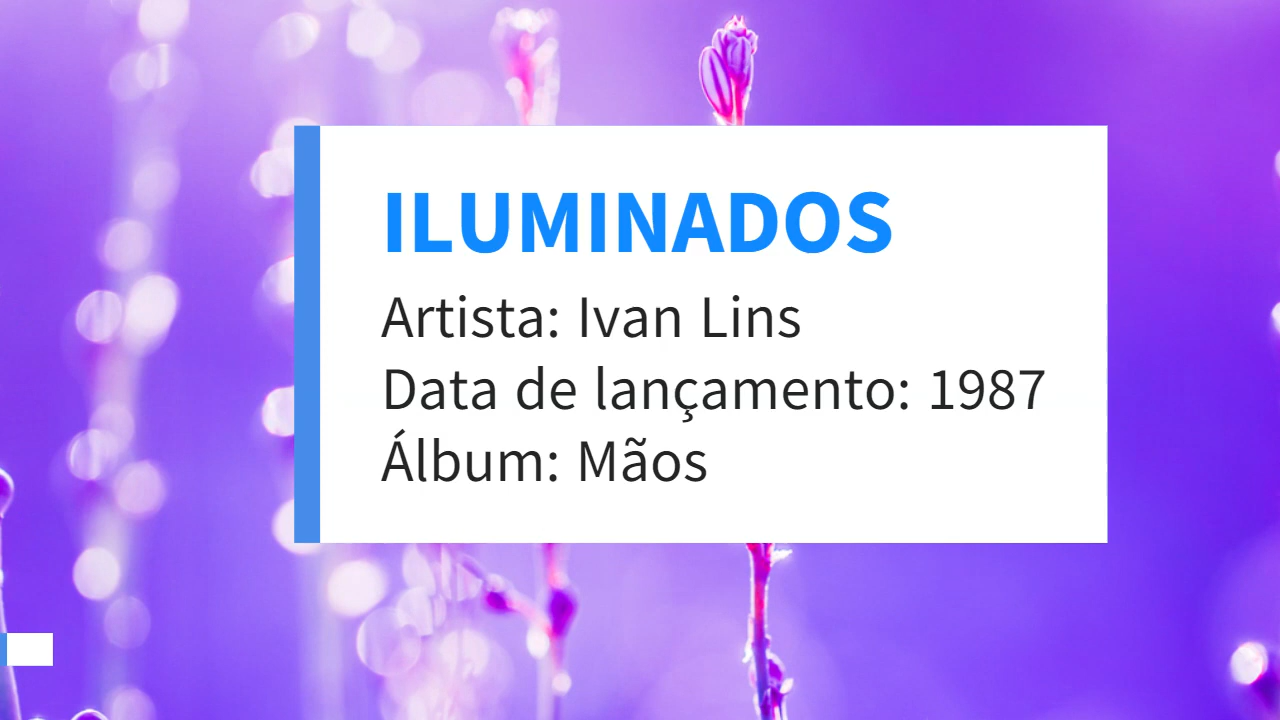 ILUMINADOS
Artista: Ivan Lins
Data de lançamento: 1987
Álbum: Mãos